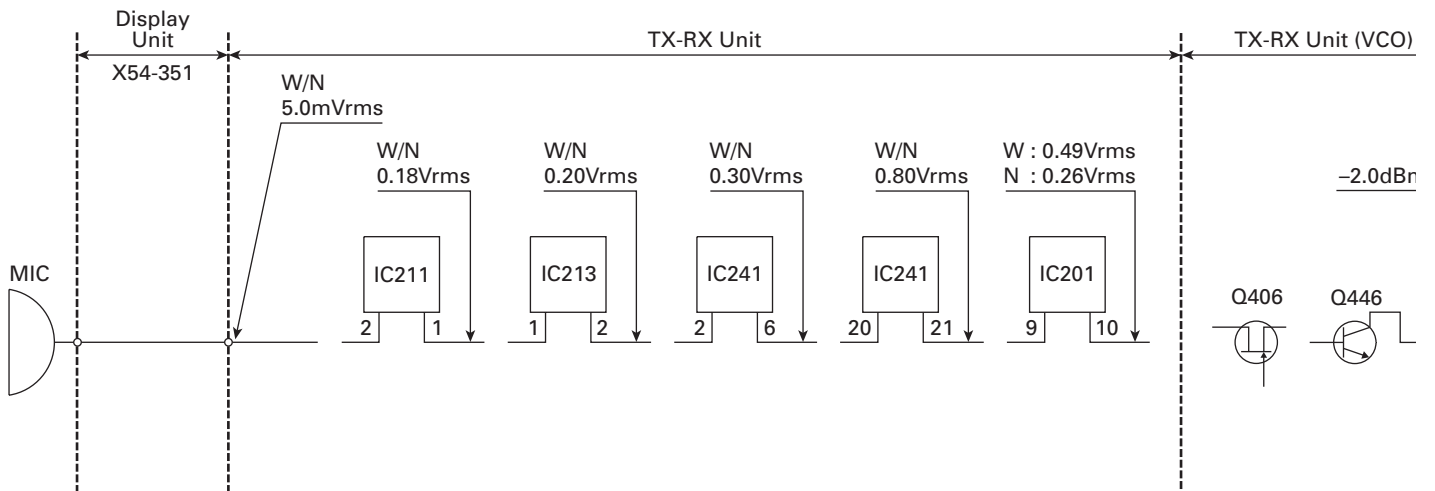 Display
Unit
X54-351
TX-RX Unit
TX-RX Unit (VCO)
W/N
5.0mVrms
W/N
0.18Vrms
W/N
0.20Vrms
W/N
0.30Vrms
W/N
0.80Vrms
W : 0.49Vrms
N : 0.26Vrms
MIC
IC211
2 1
IC213
1 2
IC241
2 6
IC241
20 21
IC201
9 10
Q406
Q446